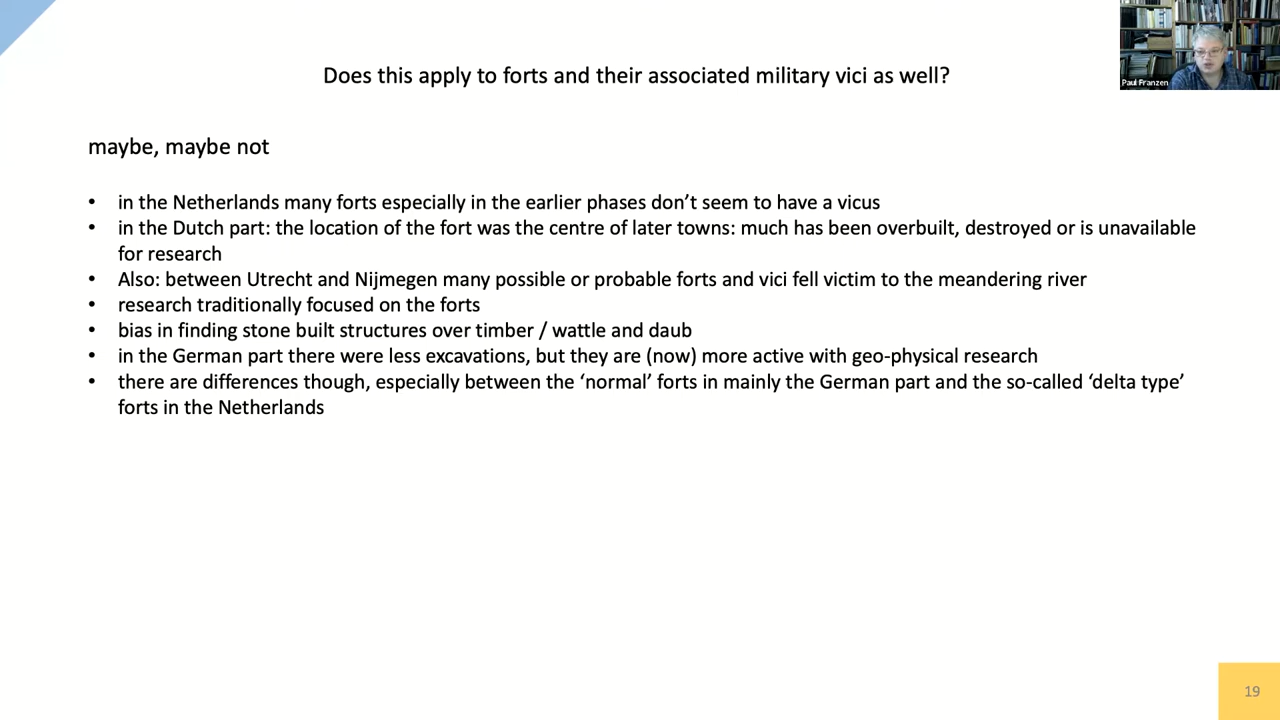 Does this apply to forts and their associated military vici as well?
Paul Franzen
maybe, maybe not
• in the Netherlands many forts especially in the earlier phases don’t seem to have a vicus
• in the Dutch part: the location of the fort was the centre of later towns: much has been overbuilt, destroyed or is unavailable
for research
• Also: between Utrecht and Nijmegen many possible or probable forts and vici fell victim to the meandering river
• research traditionally focused on the forts
• bias in finding stone built structures over timber / wattle and daub
• in the German part there were less excavations, but they are (now) more active with geo-physical research
• there are differences though, especially between the ‘normal’ forts in mainly the German part and the so-called ‘delta type’
forts in the Netherlands
19